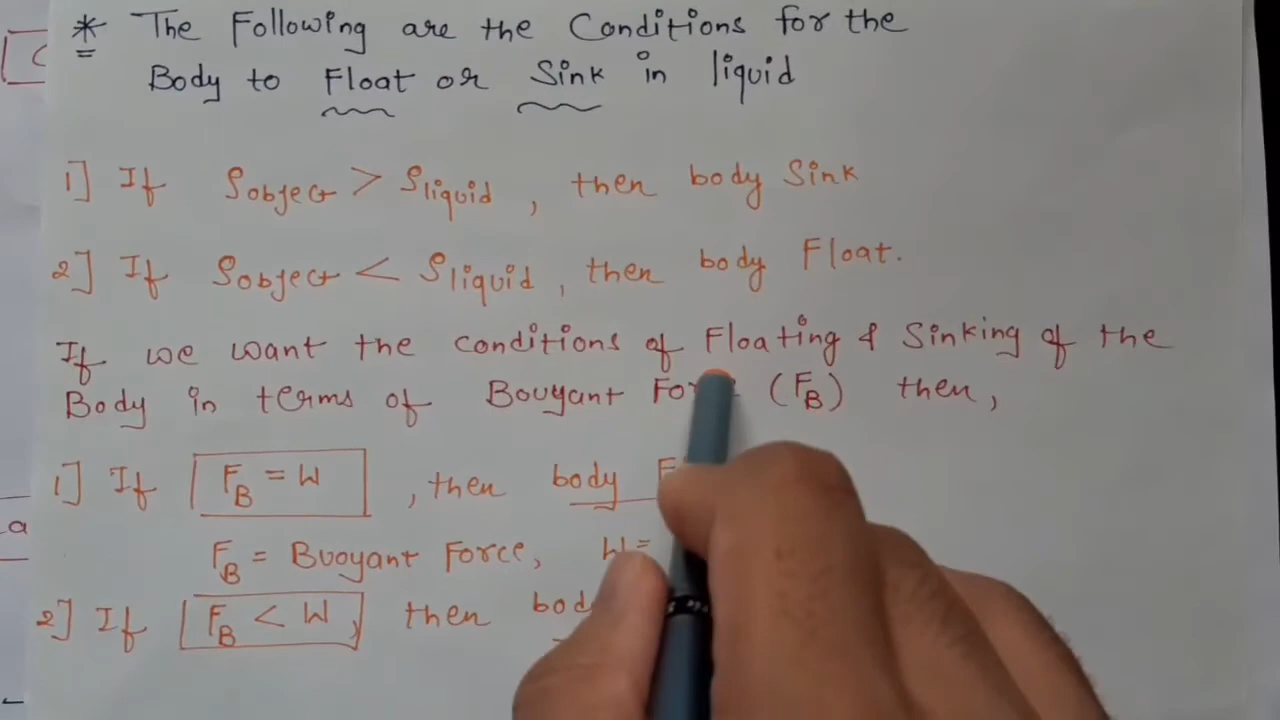 * The Following are the Conditions for the
Body to Float or Sink in liquid
1] If ρobject > ρliquid , then body Sink
2] If ρobject < ρliquid , then body Float.
If we want the conditions of Floating & Sinking of the
Body in terms of Bouyant (FB) then,
1] If FB = W , then body
FB = Buoyant Force, W =
2] If FB < W, then
a